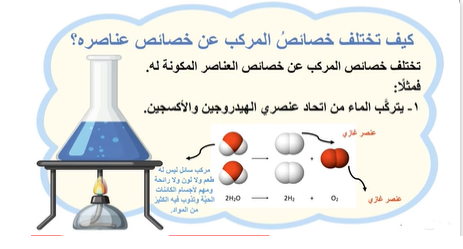 كيف تختلف خصائصُ المركب عن خصائص عناصره؟
تختلف خصائص المركب عن خصائص العناصر المكونة له.
فمثلًا:
١- يتركَّب الماء من اتحاد عنصري الهيدروجين والأكسجين.
عنصر غازي
مركب سائل ليس له
طعم ولا لون ولا رائحة
ومهم لأجسام الكائنات
الحيَّة وتذوب فيه الكثير
من المواد.
2H₂O → 2H₂ + O₂
عنصر غازي